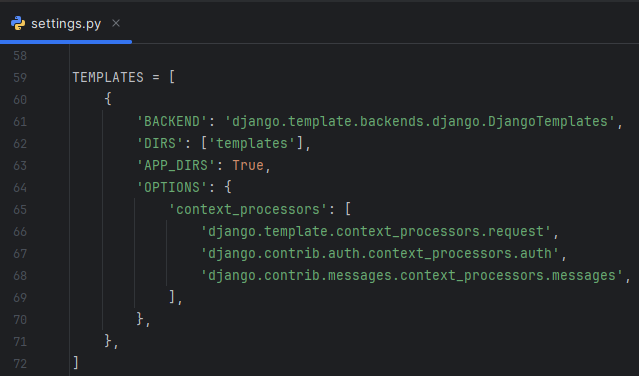 settings.py ×
58
59 TEMPLATES = [
60     {
61         'BACKEND': 'django.template.backends.django.DjangoTemplates',
62         'DIRS': ['templates'],
63         'APP_DIRS': True,
64         'OPTIONS': {
65             'context_processors': [
66                 'django.template.context_processors.request',
67                 'django.contrib.auth.context_processors.auth',
68                 'django.contrib.messages.context_processors.messages',
69             ],
70         },
71     },
72 ]